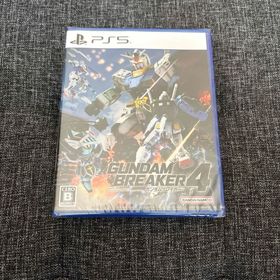 PS5
GUNDAM
BREAKER 4
CERO
B
BANDAI NAMCO